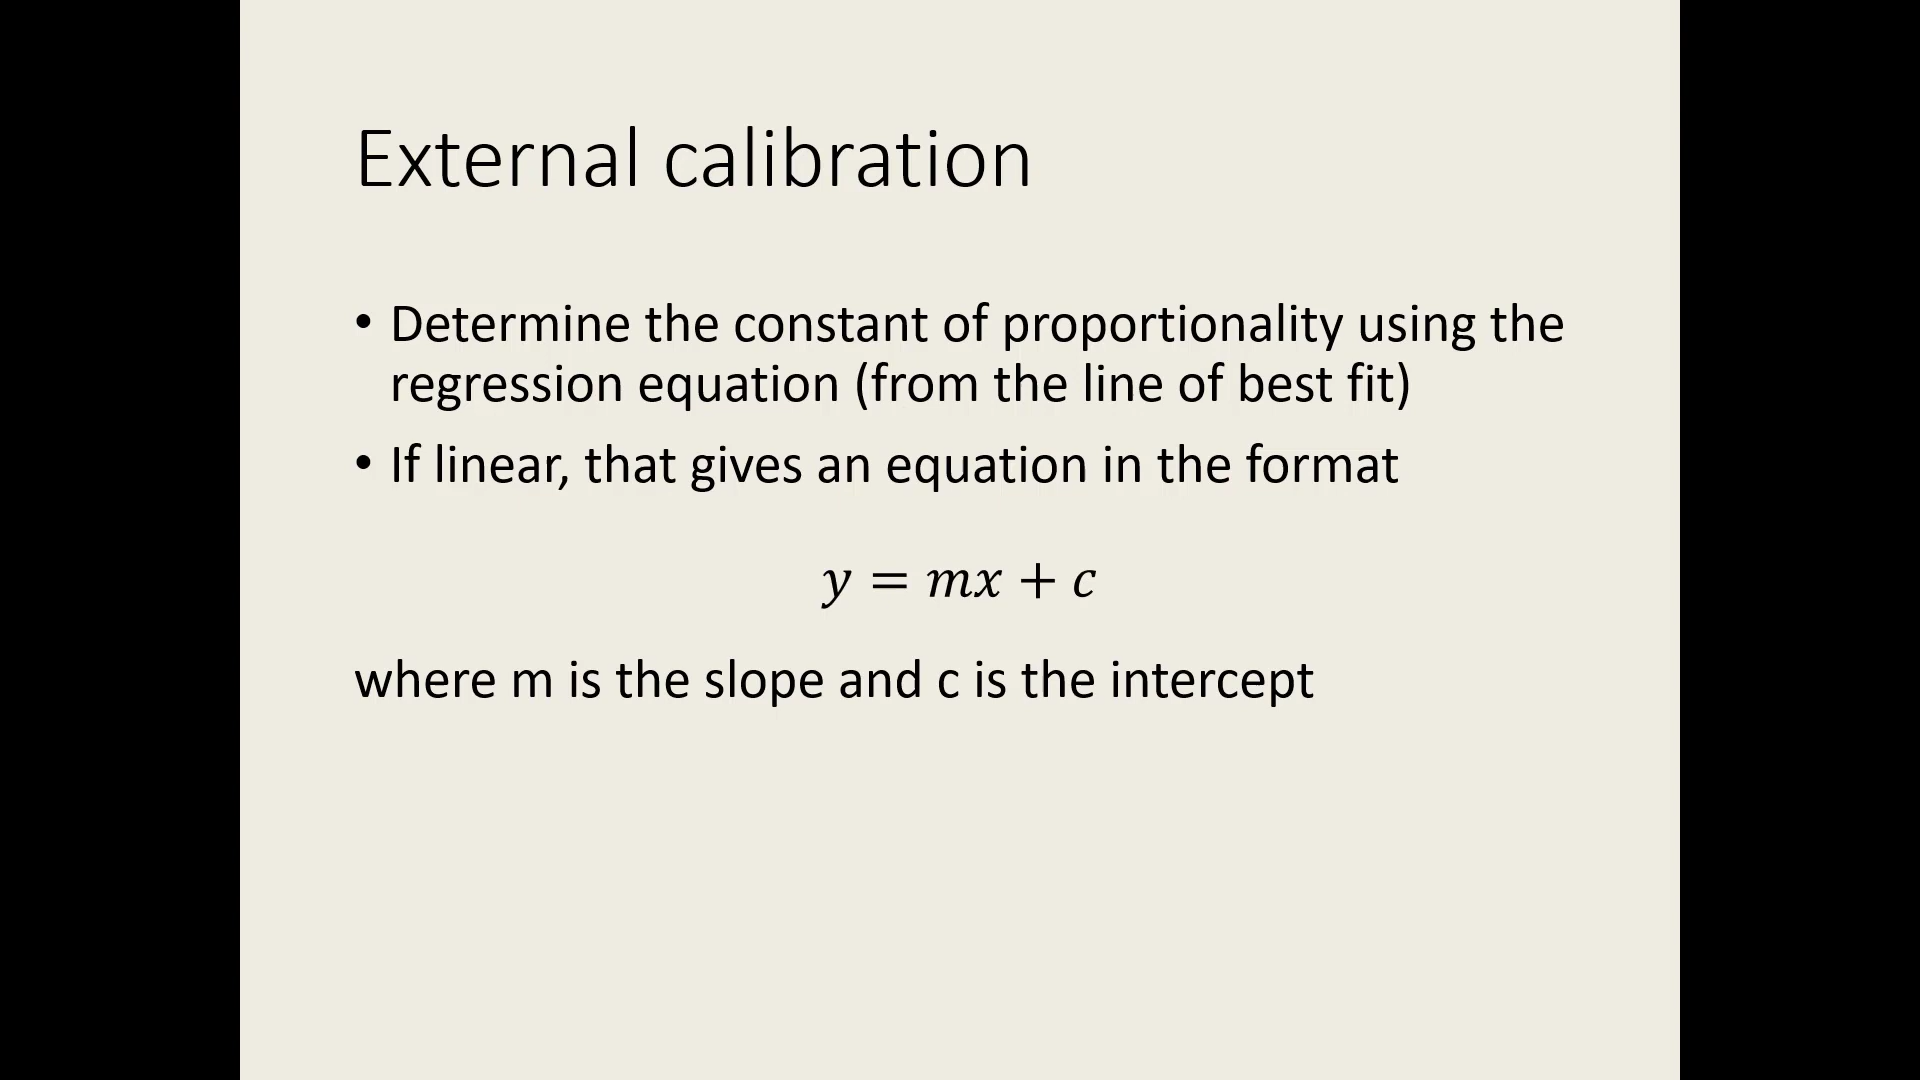 External calibration
• Determine the constant of proportionality using the
regression equation (from the line of best fit)
• If linear, that gives an equation in the format
y = mx + c
where m is the slope and c is the intercept